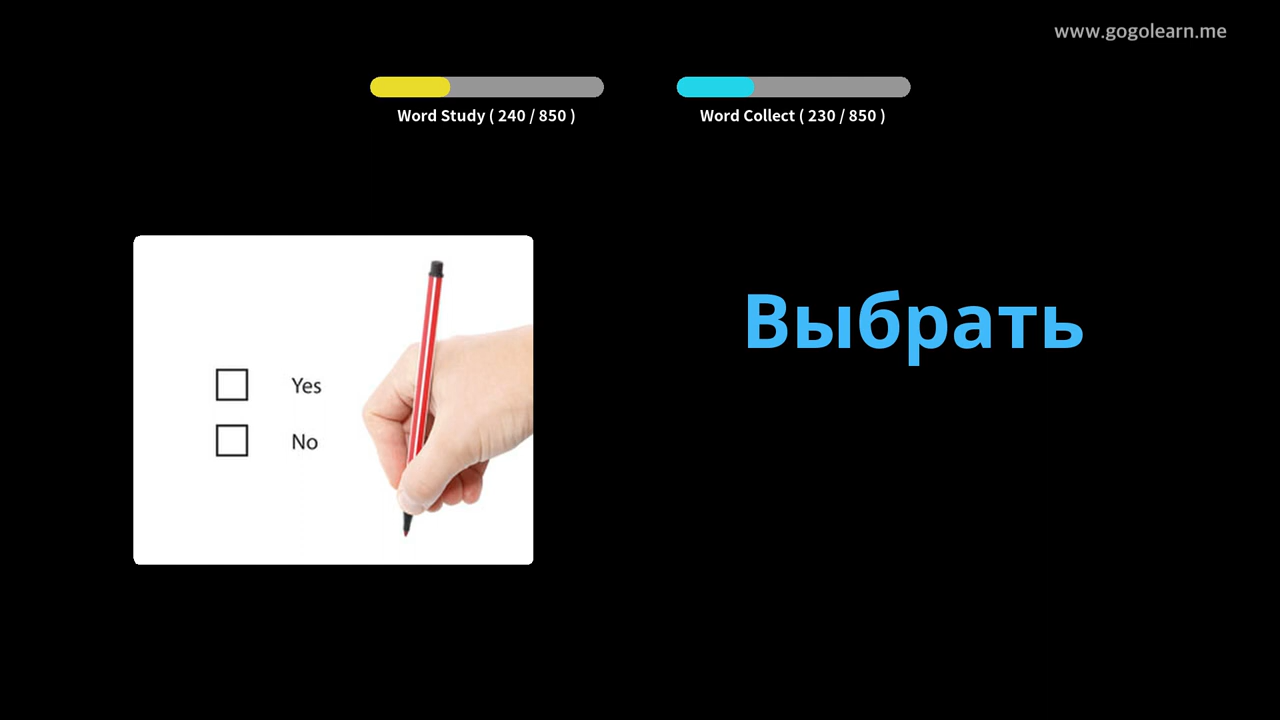 www.gogolearn.me
Word Study ( 240 / 850 )
Word Collect ( 230 / 850 )
Выбрать
Yes
No